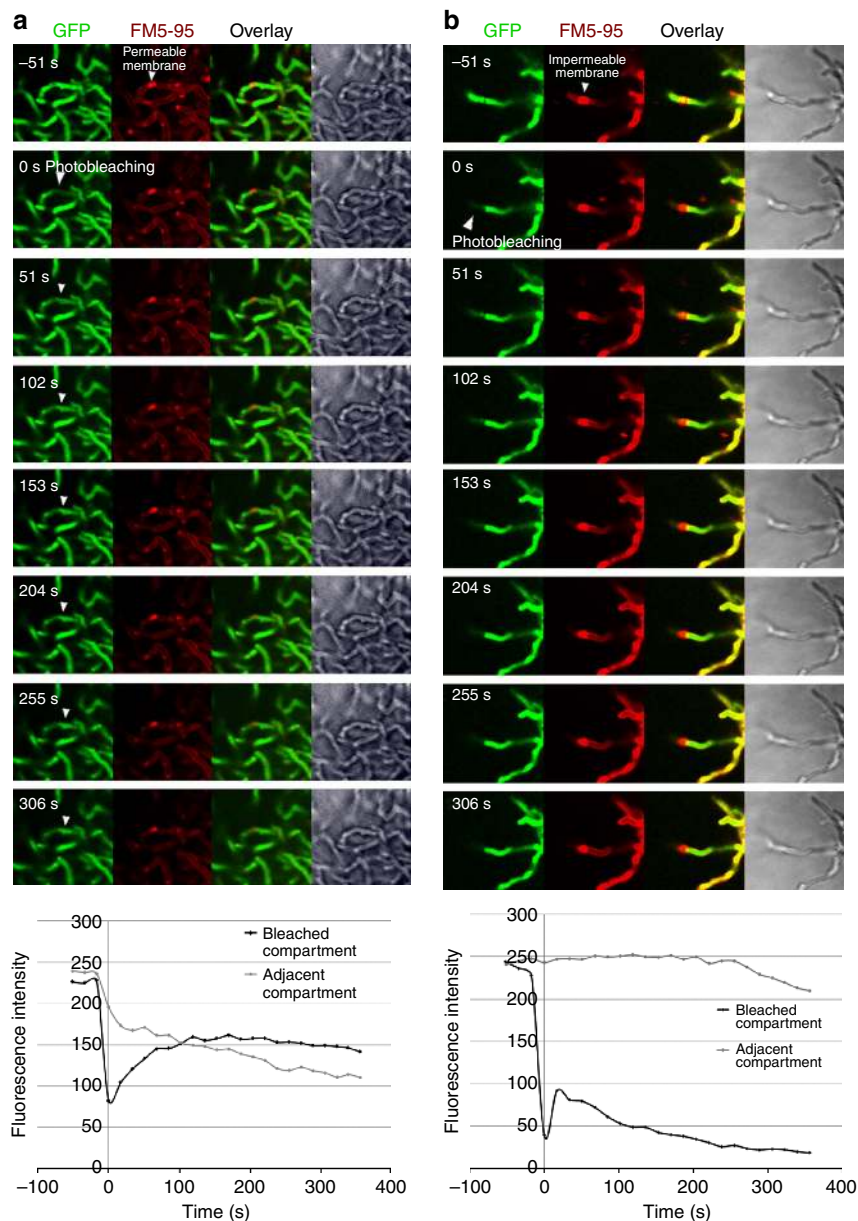 a
GFP FM5-95 Overlay
Permeable
membrane
–51 s
0 s Photobleaching
51 s
102 s
153 s
204 s
255 s
306 s
300
250
200
150
100
50
0
Fluorescence intensity
Bleached
compartment
Adjacent
compartment
–100 0 100 200 300 400
Time (s)
b
GFP FM5-95 Overlay
–51 s
Impermeable
membrane
0 s
Photobleaching
51 s
102 s
153 s
204 s
255 s
306 s
300
250
200
150
100
50
0
Fluorescence intensity
Bleached
compartment
Adjacent
compartment
–100 0 100 200 300 400
Time (s)